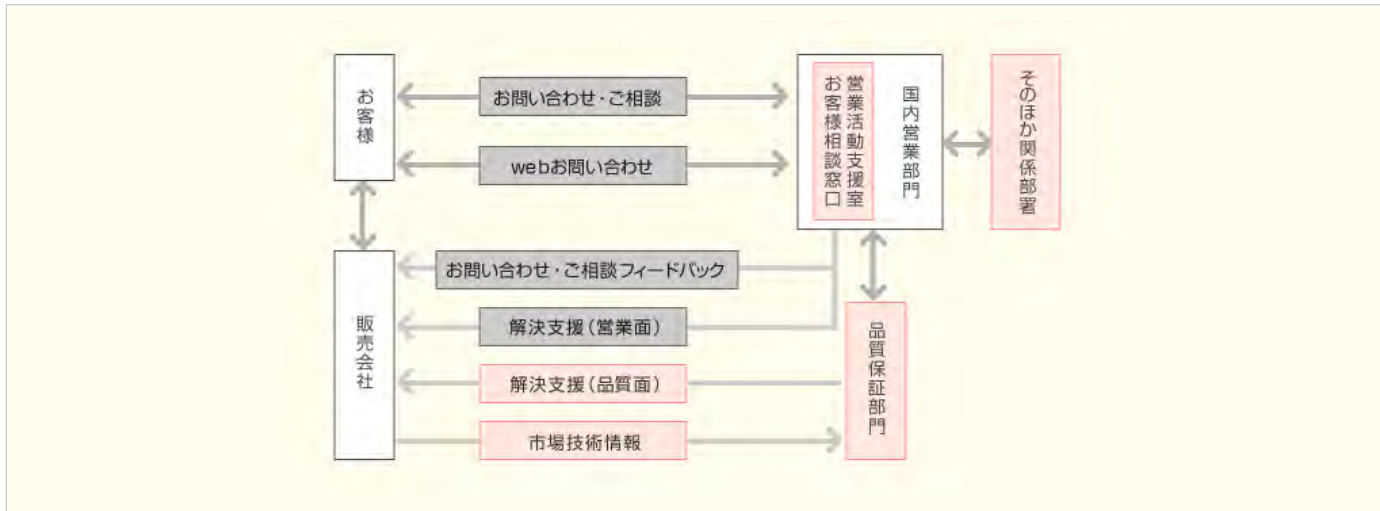 お客様
お問い合わせ・ご相談
webお問い合わせ
国内営業部門
営業活動支援室
お客様相談窓口
そのほか関係部署
販売会社
お問い合わせ・ご相談フィードバック
解決支援（営業面）
解決支援（品質面）
市場技術情報
品質保証部門